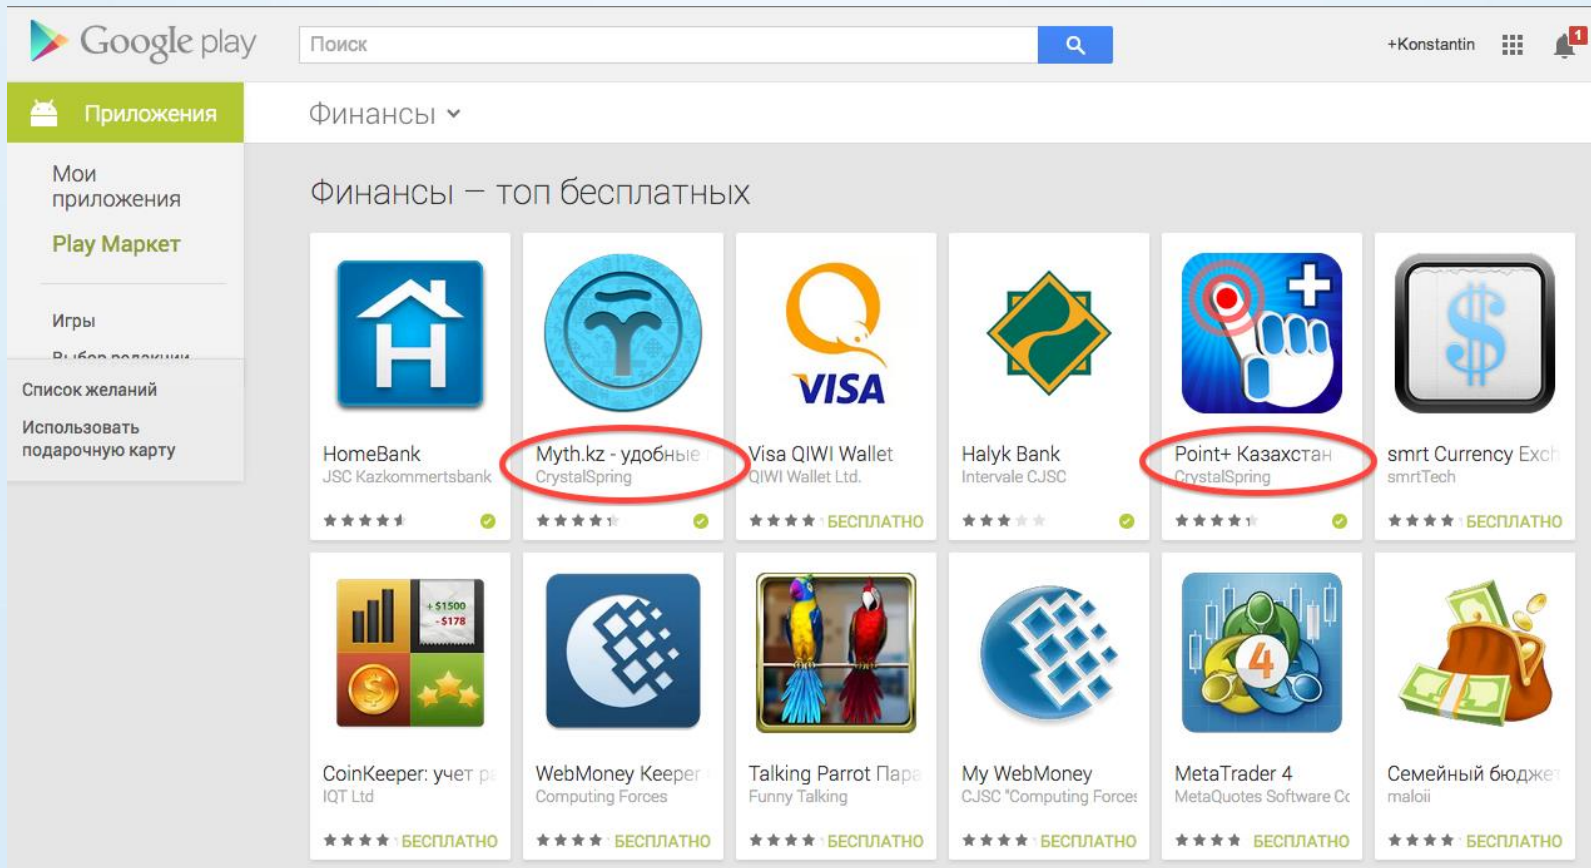 Google play
Поиск
+Konstantin
1
Приложения
Финансы
Мои
приложения
Play Маркет
Игры
Выбор редакции
Список желаний
Использовать
подарочную карту
Финансы – топ бесплатных
H
VISA
HomeBank
JSC Kazkommertsbank
Myth.kz - удобные
CrystalSpring
Visa QIWI Wallet
QIWI Wallet Ltd.
БЕСПЛАТНО
Halyk Bank
Intervale CJSC
Point+ Казахстан
CrystalSpring
$
smrt Currency Exch
smrtTech
БЕСПЛАТНО
+ $1500
- $178
CoinKeeper: учет ра
IQT Ltd
БЕСПЛАТНО
WebMoney Keeper
Computing Forces
БЕСПЛАТНО
Talking Parrot Пара
Funny Talking
БЕСПЛАТНО
My WebMoney
CJSC "Computing Forces
БЕСПЛАТНО
4
MetaTrader 4
MetaQuotes Software Co
БЕСПЛАТНО
Семейный бюджет
maloii
БЕСПЛАТНО